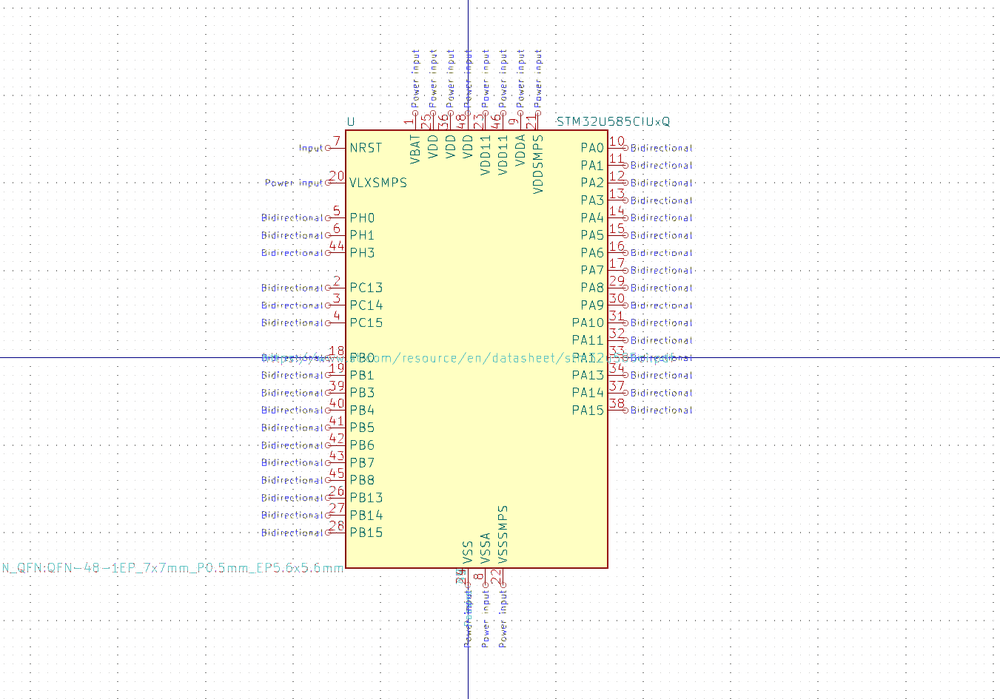 Power input Power input Power input Power input Power input Power input Power input Power input
1 25 36 48 23 46 9 21
U STM32U585CIUxQ
VBAT VDD VDD VDD VDD11 VDD11 VDDA VDDSMPS
Input 7 NRST PA0 10 Bidirectional
PA1 11 Bidirectional
Power input 20 VLXSMPS PA2 12 Bidirectional
PA3 13 Bidirectional
Bidirectional 5 PH0 PA4 14 Bidirectional
Bidirectional 6 PH1 PA5 15 Bidirectional
Bidirectional 44 PH3 PA6 16 Bidirectional
PA7 17 Bidirectional
Bidirectional 2 PC13 PA8 29 Bidirectional
Bidirectional 3 PC14 PA9 30 Bidirectional
Bidirectional 4 PC15 PA10 31 Bidirectional
PA11 32 Bidirectional
18 PB0 33 Bidirectional
Bidirectional 19 PB1 PA13 34 Bidirectional
Bidirectional 39 PB3 PA14 37 Bidirectional
Bidirectional 40 PB4 PA15 38 Bidirectional
Bidirectional 41 PB5
Bidirectional 42 PB6
Bidirectional 43 PB7
Bidirectional 45 PB8
Bidirectional 26 PB13
Bidirectional 27 PB14
Bidirectional 28 PB15
VSS VSSA VSSSMPS
N_QFN:QFN-48-1EP_7x7mm_P0.5mm_EP5.6x5.6mm
8 22
Power input Power input Power input